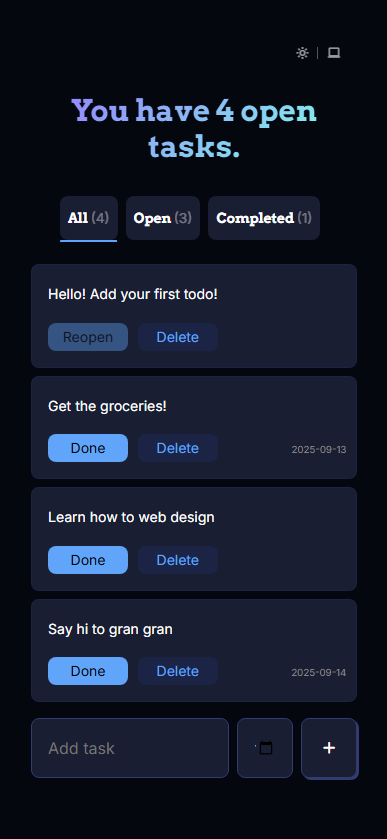 You have 4 open
tasks.
All (4) Open (3) Completed (1)
Hello! Add your first todo!
Reopen Delete
Get the groceries!
Done Delete 2025-09-13
Learn how to web design
Done Delete
Say hi to gran gran
Done Delete 2025-09-14
Add task +